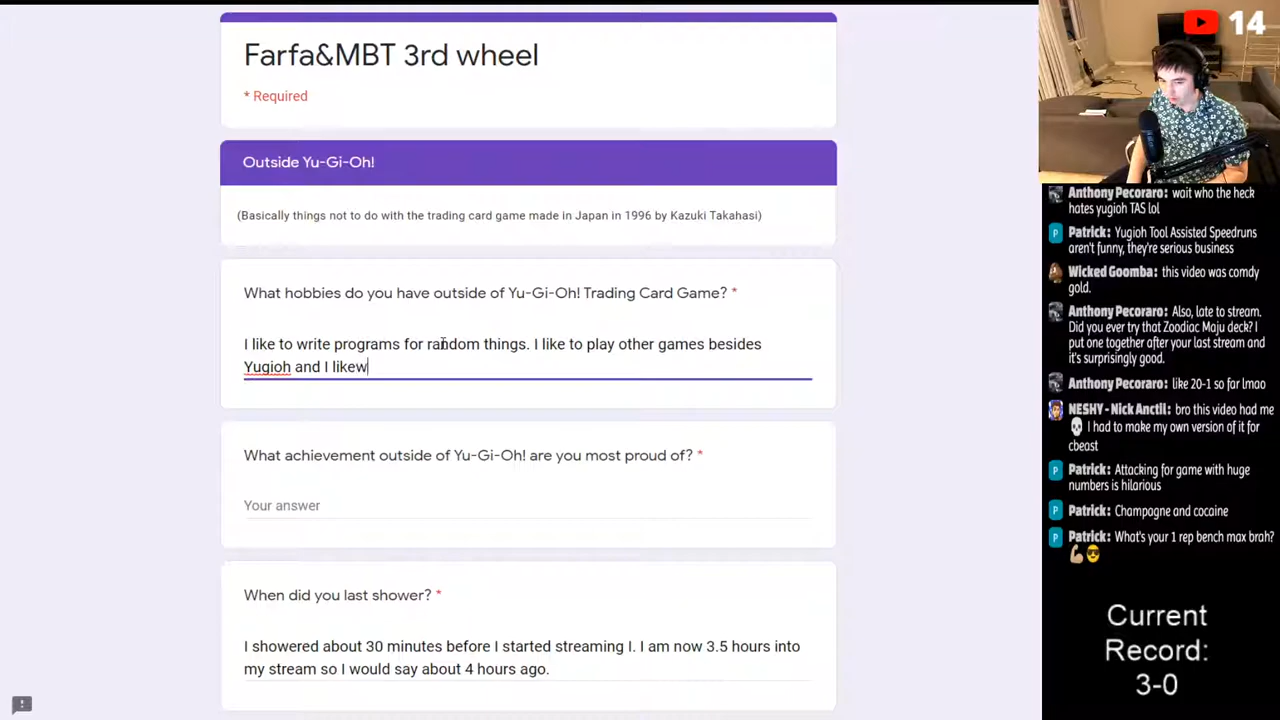 Farfa&MBT 3rd wheel
* Required
Outside Yu-Gi-Oh!
(Basically things not to do with the trading card game made in Japan in 1996 by Kazuki Takahasi)
What hobbies do you have outside of Yu-Gi-Oh! Trading Card Game? *
I like to write programs for random things. I like to play other games besides
Yugioh and I likew
What achievement outside of Yu-Gi-Oh! are you most proud of? *
Your answer
When did you last shower? *
I showered about 30 minutes before I started streaming I. I am now 3.5 hours into
my stream so I would say about 4 hours ago.
14
Anthony Pecoraro: wait who the heck
hates yugioh TAS lol
P Patrick: Yugioh Tool Assisted Speedruns
aren't funny, they're serious business
Wicked Goomba: this video was comdy
gold.
Anthony Pecoraro: Also, late to stream.
Did you ever try that Zoodiac Maju deck? I
put one together after your last stream and
it's surprisingly good.
Anthony Pecoraro: like 20-1 so far lmao
NESHY - Nick Anctil: bro this video had me
💀 I had to make my own version of it for
cbeast
P Patrick: Attacking for game with huge
numbers is hilarious
P Patrick: Champagne and cocaine
P Patrick: What's your 1 rep bench max brah?
💪🏼😎
Current
Record:
3-0